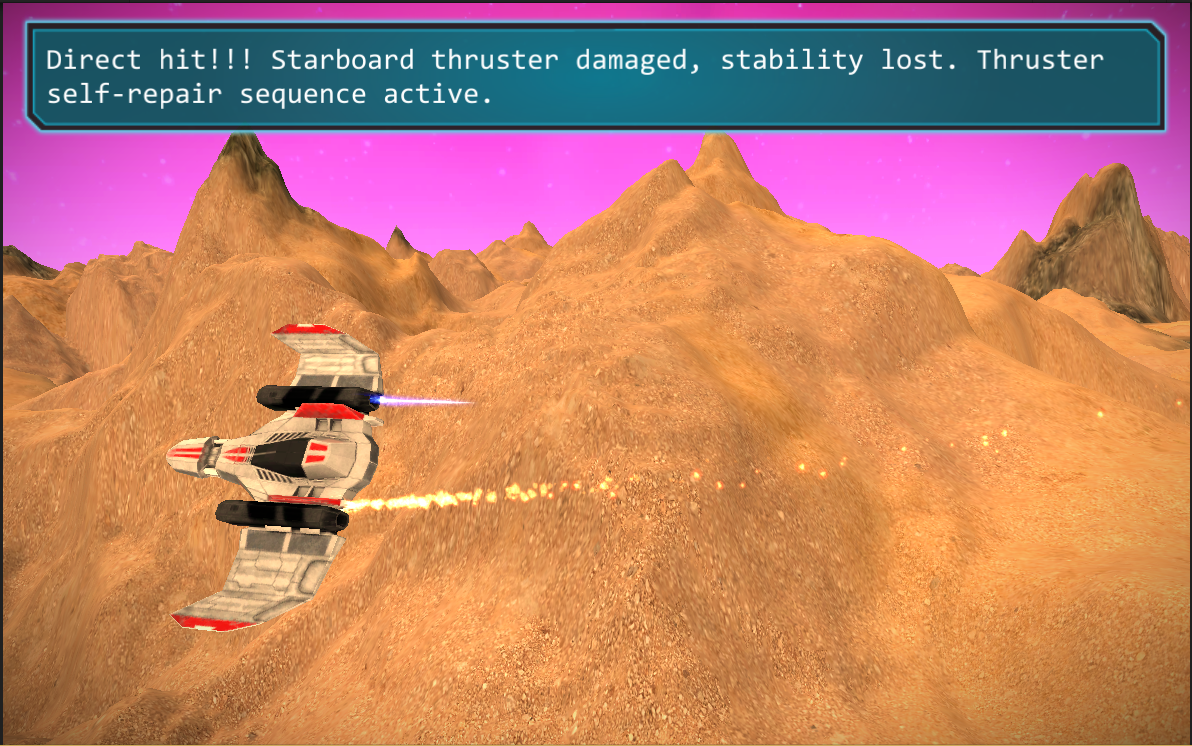 Direct hit!!! Starboard thruster damaged, stability lost. Thruster
self-repair sequence active.